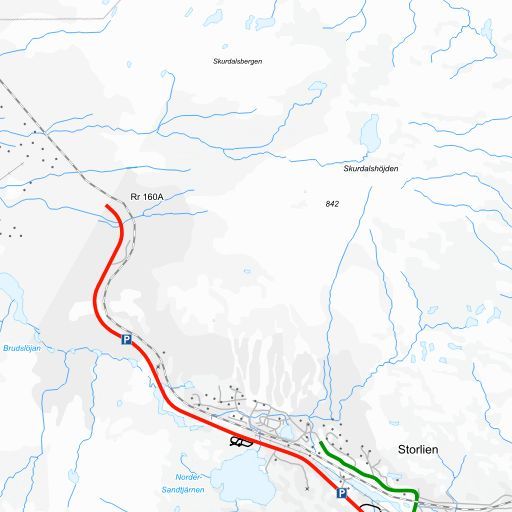 Skurdalsbergen
Skurdalshöjden
Rr 160A
842
Brudslöjan
P
Storlien
Norder-
Sandtjärnen
P